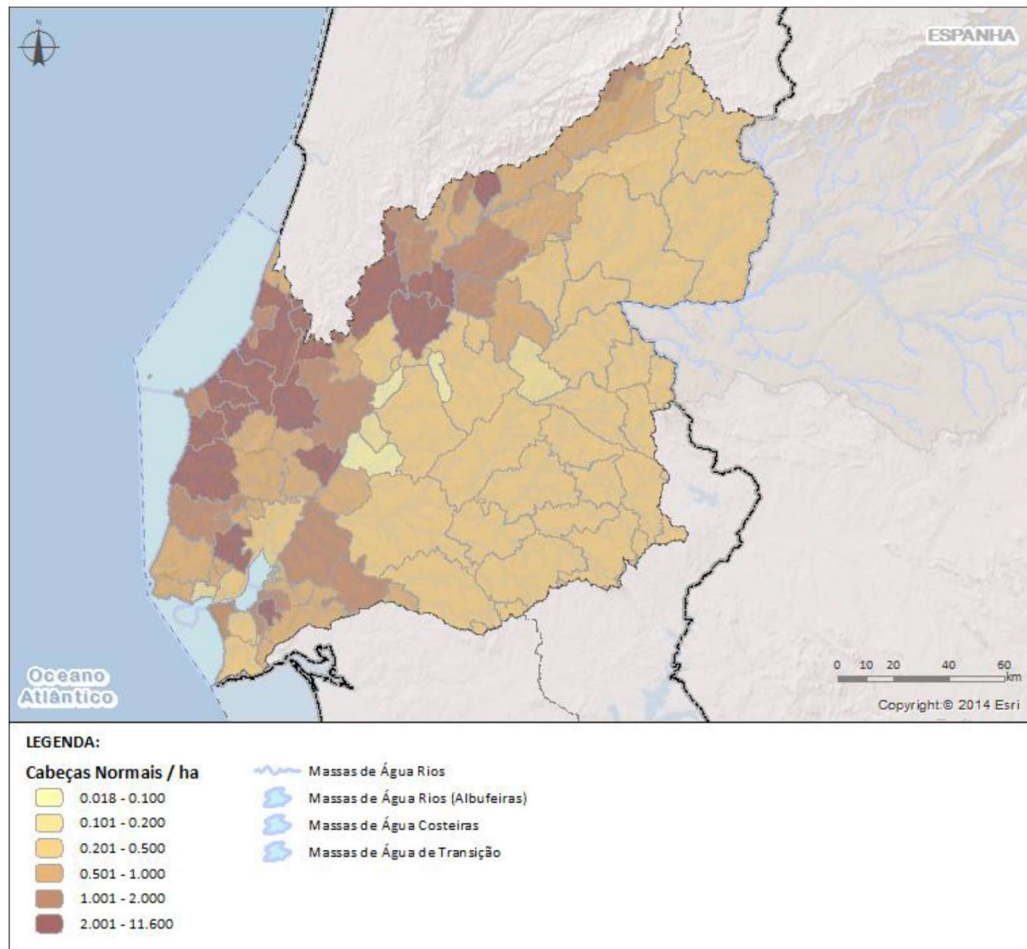 N
ESPANHA
Oceano
Atlântico
0 10 20 40 60
km
Copyright:© 2014 Esri
LEGENDA:
Cabeças Normais / ha
0.018 - 0.100
0.101 - 0.200
0.201 - 0.500
0.501 - 1.000
1.001 - 2.000
2.001 - 11.600
Massas de Água Rios
Massas de Água Rios (Albufeiras)
Massas de Água Costeiras
Massas de Água de Transição